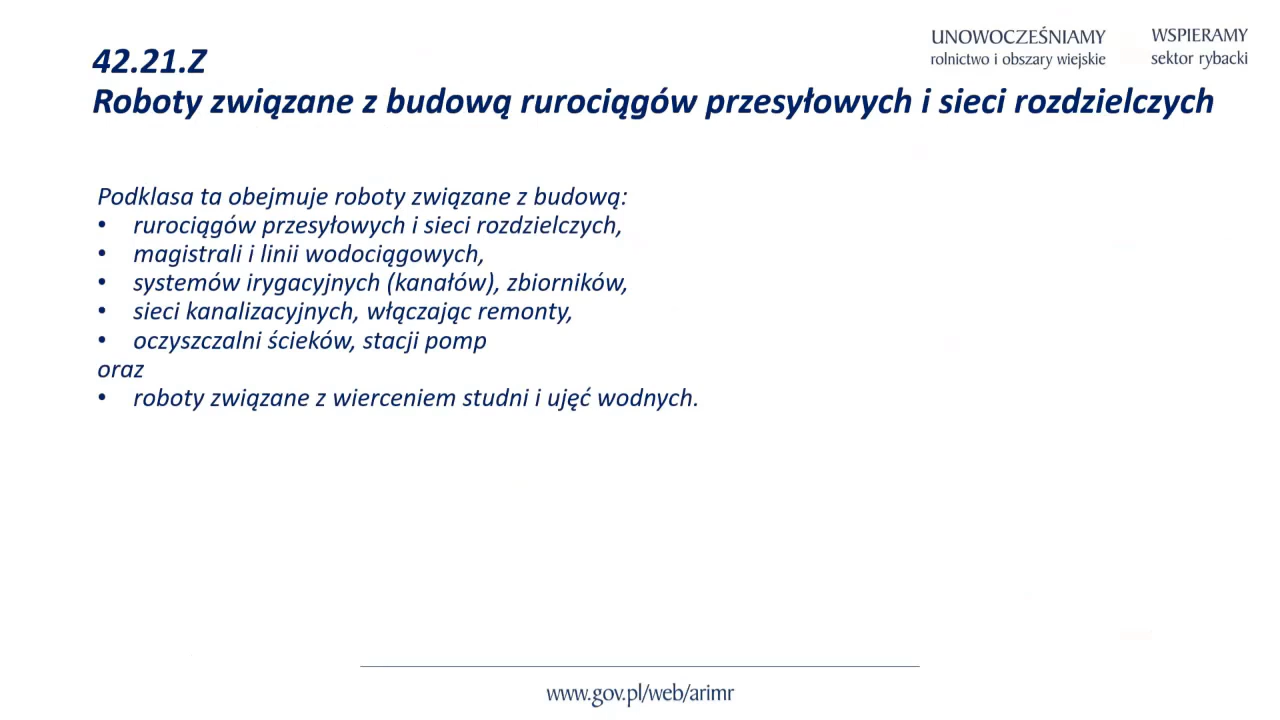 UNOWOCZEŚNIAMY
rolnictwo i obszary wiejskie
WSPIERAMY
sektor rybacki
42.21.Z
Roboty związane z budową rurociągów przesyłowych i sieci rozdzielczych
Podklasa ta obejmuje roboty związane z budową:
• rurociągów przesyłowych i sieci rozdzielczych,
• magistrali i linii wodociągowych,
• systemów irygacyjnych (kanałów), zbiorników,
• sieci kanalizacyjnych, włączając remonty,
• oczyszczalni ścieków, stacji pomp
oraz
• roboty związane z wierceniem studni i ujęć wodnych.
www.gov.pl/web/arimr